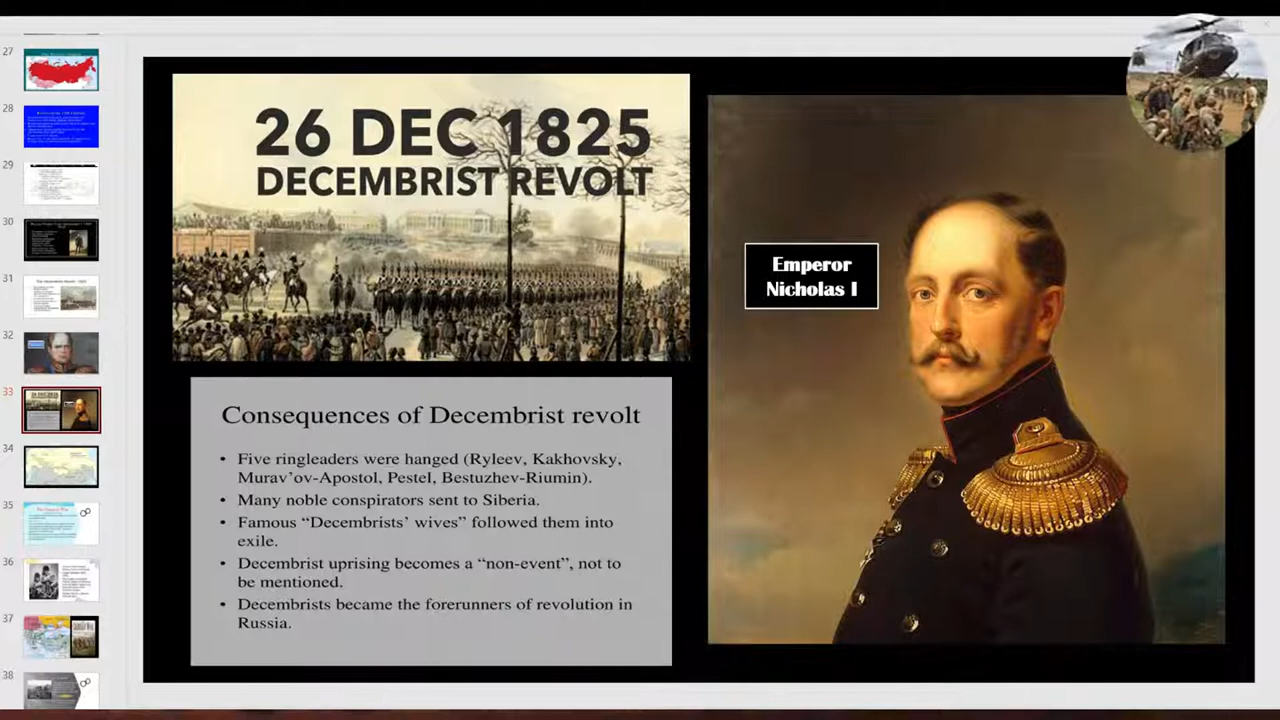 27
28
29
30
31
32
33
34
35
36
37
38
26 DEC 1825
DECEMBRIST REVOLT
Emperor
Nicholas I
Consequences of Decembrist revolt
• Five ringleaders were hanged (Ryleev, Kakhovsky,
Murav’ov-Apostol, Pestel, Bestuzhev-Riumin).
• Many noble conspirators sent to Siberia.
• Famous “Decembrists’ wives” followed them into
exile.
• Decembrist uprising becomes a “non-event”, not to
be mentioned.
• Decembrists became the forerunners of revolution in
Russia.